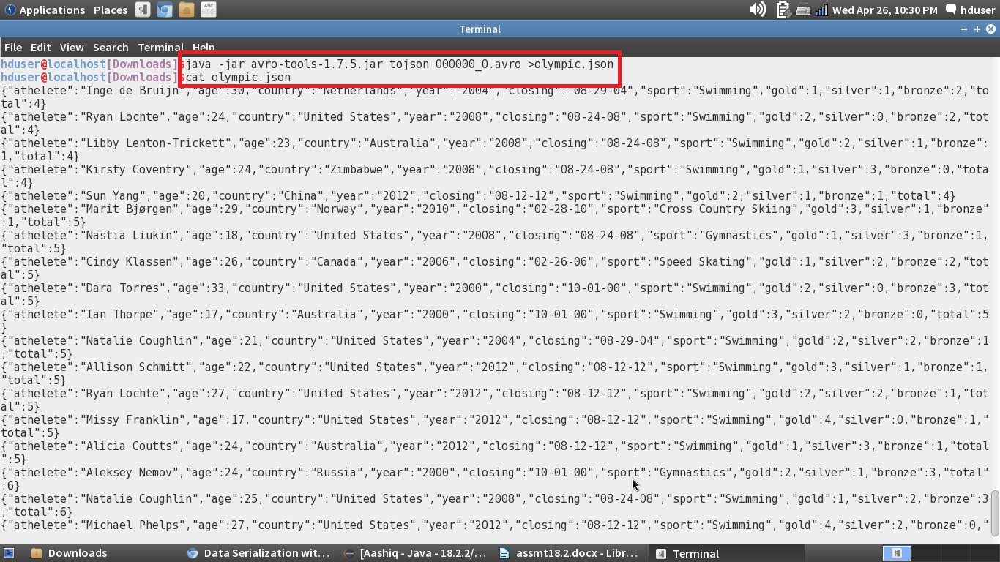 Applications Places ABC Wed Apr 26, 10:30 PM hduser
Terminal
File Edit View Search Terminal Help
hduser@localhost[Downloads]$java -jar avro-tools-1.7.5.jar tojson 000000_0.avro >olympic.json
hduser@localhost[Downloads]$cat olympic.json
{"athelete":"Inge de Bruijn","age":30,"country":"Netherlands","year":"2004","closing":"08-29-04","sport":"Swimming","gold":1,"silver":1,"bronze":2,"to
tal":4}
{"athelete":"Ryan Lochte","age":24,"country":"United States","year":"2008","closing":"08-24-08","sport":"Swimming","gold":2,"silver":0,"bronze":2,"tot
al":4}
{"athelete":"Libby Lenton-Trickett","age":23,"country":"Australia","year":"2008","closing":"08-24-08","sport":"Swimming","gold":2,"silver":1,"bronze":
1,"total":4}
{"athelete":"Kirsty Coventry","age":24,"country":"Zimbabwe","year":"2008","closing":"08-24-08","sport":"Swimming","gold":1,"silver":3,"bronze":0,"tota
l":4}
{"athelete":"Sun Yang","age":20,"country":"China","year":"2012","closing":"08-12-12","sport":"Swimming","gold":2,"silver":1,"bronze":1,"total":4}
{"athelete":"Marit Bjørgen","age":29,"country":"Norway","year":"2010","closing":"02-28-10","sport":"Cross Country Skiing","gold":3,"silver":1,"bronze"
:1,"total":5}
{"athelete":"Nastia Liukin","age":18,"country":"United States","year":"2008","closing":"08-24-08","sport":"Gymnastics","gold":1,"silver":3,"bronze":1,
"total":5}
{"athelete":"Cindy Klassen","age":26,"country":"Canada","year":"2006","closing":"02-26-06","sport":"Speed Skating","gold":1,"silver":2,"bronze":2,"tot
al":5}
{"athelete":"Dara Torres","age":33,"country":"United States","year":"2000","closing":"10-01-00","sport":"Swimming","gold":2,"silver":0,"bronze":3,"tot
al":5}
{"athelete":"Ian Thorpe","age":17,"country":"Australia","year":"2000","closing":"10-01-00","sport":"Swimming","gold":3,"silver":2,"bronze":0,"total":5
}
{"athelete":"Natalie Coughlin","age":21,"country":"United States","year":"2004","closing":"08-29-04","sport":"Swimming","gold":2,"silver":2,"bronze":1
,"total":5}
{"athelete":"Allison Schmitt","age":22,"country":"United States","year":"2012","closing":"08-12-12","sport":"Swimming","gold":3,"silver":1,"bronze":1,
"total":5}
{"athelete":"Ryan Lochte","age":27,"country":"United States","year":"2012","closing":"08-12-12","sport":"Swimming","gold":2,"silver":2,"bronze":1,"tot
al":5}
{"athelete":"Missy Franklin","age":17,"country":"United States","year":"2012","closing":"08-12-12","sport":"Swimming","gold":4,"silver":0,"bronze":1,"
total":5}
{"athelete":"Alicia Coutts","age":24,"country":"Australia","year":"2012","closing":"08-12-12","sport":"Swimming","gold":1,"silver":3,"bronze":1,"total
":5}
{"athelete":"Aleksey Nemov","age":24,"country":"Russia","year":"2000","closing":"10-01-00","sport":"Gymnastics","gold":2,"silver":1,"bronze":3,"total"
:6}
{"athelete":"Natalie Coughlin","age":25,"country":"United States","year":"2008","closing":"08-24-08","sport":"Swimming","gold":1,"silver":2,"bronze":3
,"total":6}
{"athelete":"Michael Phelps","age":27,"country":"United States","year":"2012","closing":"08-12-12","sport":"Swimming","gold":4,"silver":2,"bronze":0,"
Downloads Data Serialization wit... [Aashiq - Java - 18.2.2/... assmt18.2.docx - Libr... Terminal